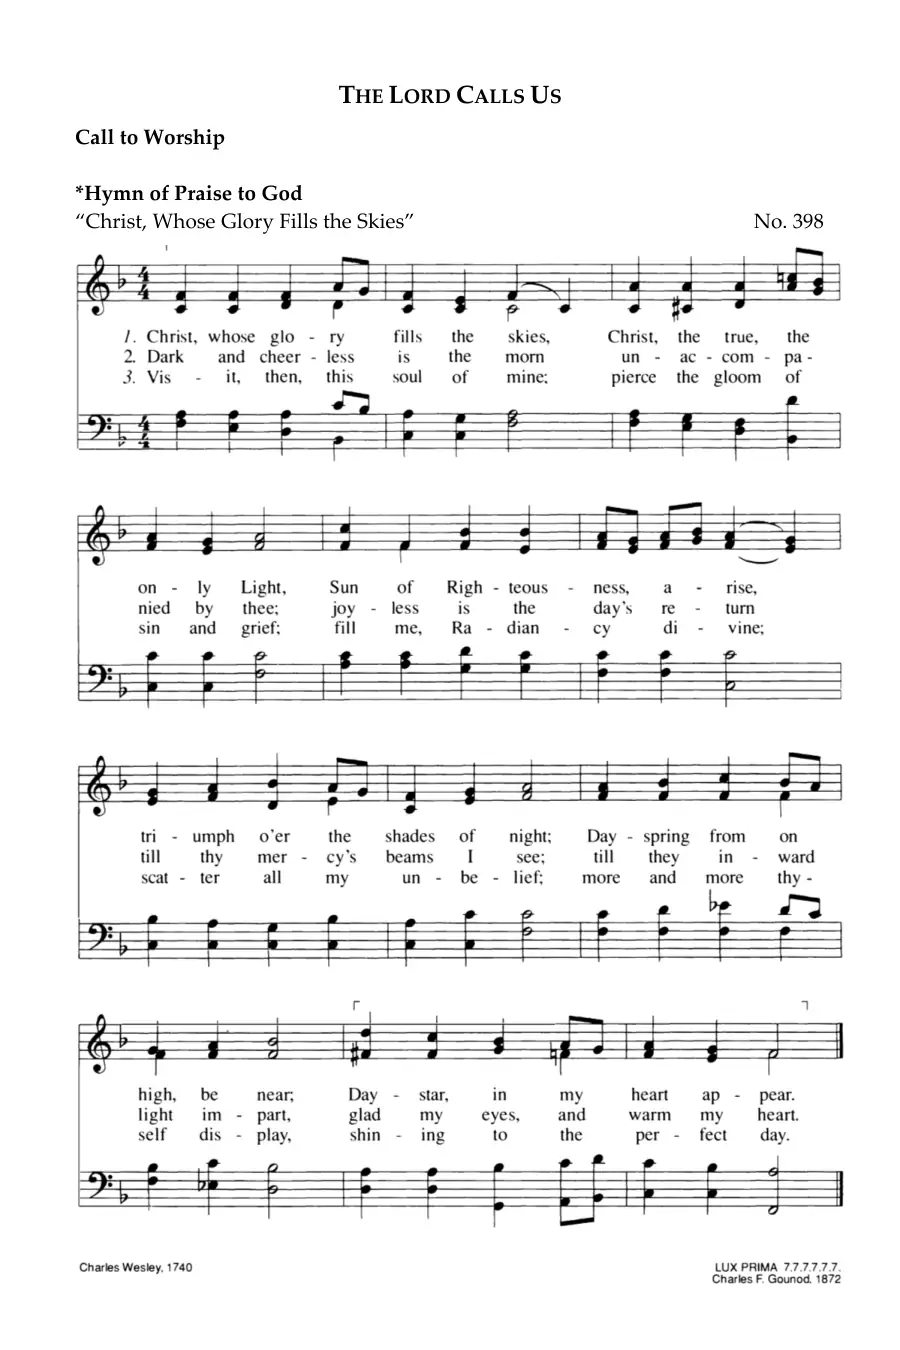 THE LORD CALLS US
Call to Worship
*Hymn of Praise to God
“Christ, Whose Glory Fills the Skies” No. 398
4
4
1. Christ, whose glo - ry fills the skies, Christ, the true, the
2. Dark and cheer - less is the morn un - ac - com - pa -
3. Vis - it, then, this soul of mine; pierce the gloom of
4
4
on - ly Light, Sun of Righ - teous - ness, a - rise,
nied by thee; joy - less is the day's re - turn
sin and grief; fill me, Ra - dian - cy di - vine;
tri - umph o'er the shades of night; Day - spring from on
till thy mer - cy's beams I see; till they in - ward
scat - ter all my un - be - lief; more and more thy -
high, be near; Day - star, in my heart ap - pear.
light im - part, glad my eyes, and warm my heart.
self dis - play, shin - ing to the per - fect day.
Charles Wesley, 1740 LUX PRIMA 7.7.7.7.7.7.
Charles F. Gounod, 1872